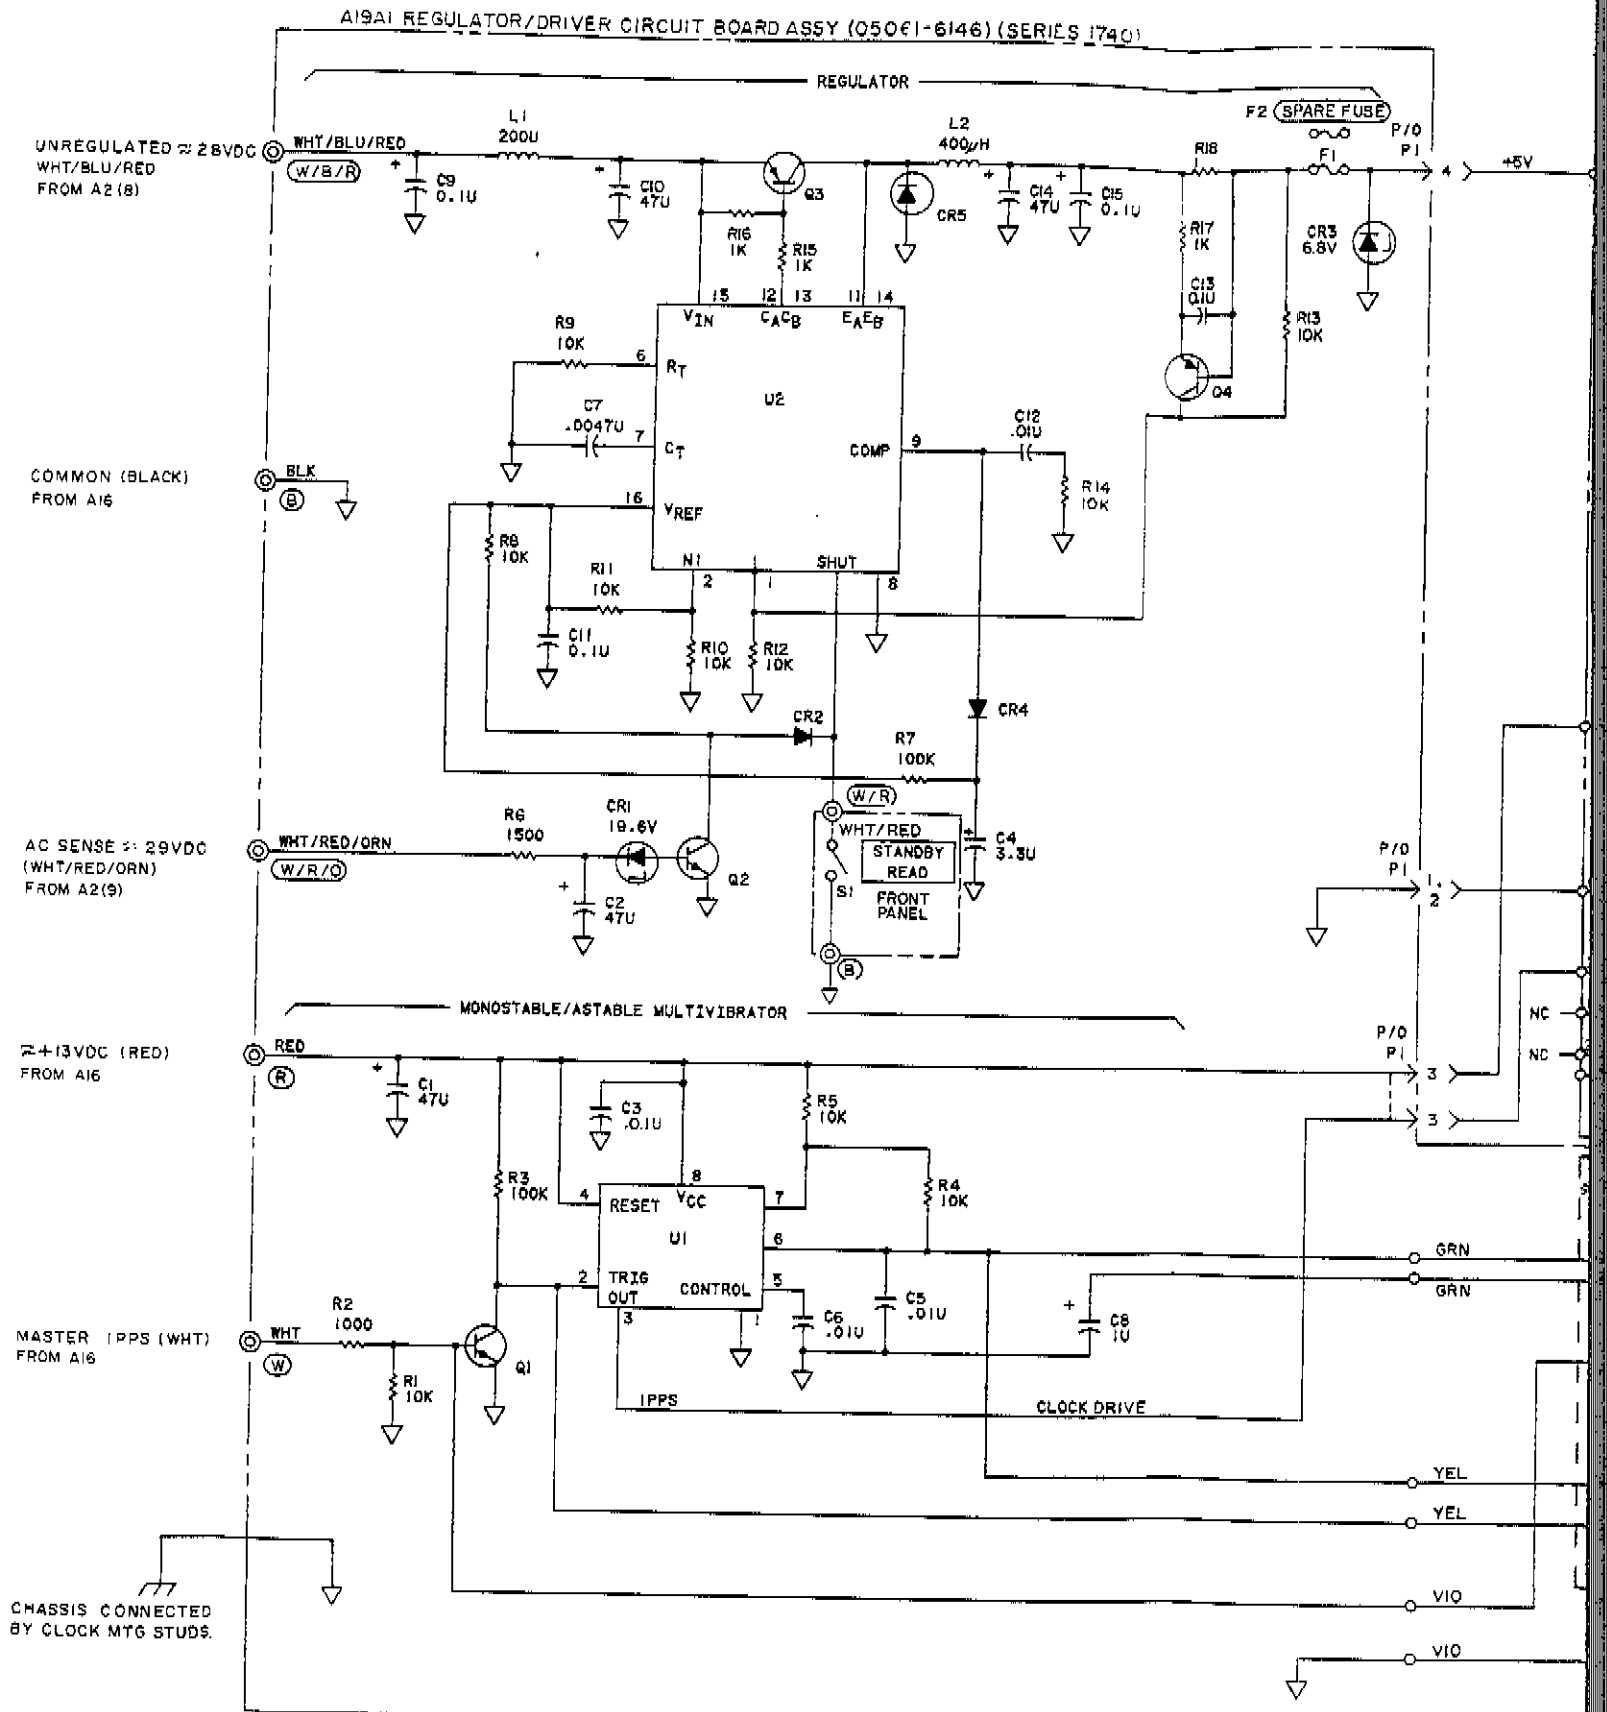 A19A1 REGULATOR/DRIVER CIRCUIT BOARD ASSY (05061-6146) (SERIES 1740)
REGULATOR
F2 SPARE FUSE
UNREGULATED ≈ 28VDC
WHT/BLU/RED
FROM A2(8)
WHT/BLU/RED
W/B/R
L1
200U
C9
0.1U
C10
47U
Q3
R16
1K
R15
1K
CR5
L2
400µH
C14
47U
C15
0.1U
R18
F1
P/O
P1
4
+5V
R17
1K
C13
0.1U
CR3
6.8V
R13
10K
Q4
15
12 13
11 14
VIN
CACB
EAEB
R9
10K
6
RT
C7
.0047U
7
CT
U2
COMP
9
C12
.01U
R14
10K
COMMON (BLACK)
FROM A16
BLK
B
16
VREF
R8
10K
R11
10K
C11
0.1U
N1
2
1
SHUT
8
R10
10K
R12
10K
CR2
CR4
R7
100K
W/R
WHT/RED
STANDBY
READ
S1
FRONT
PANEL
B
C4
3.3U
AC SENSE ≈ 29VDC
(WHT/RED/ORN)
FROM A2(9)
WHT/RED/ORN
W/R/O
R6
1500
CR1
19.6V
C2
47U
Q2
P/O
P1
1,
2
MONOSTABLE/ASTABLE MULTIVIBRATOR
≈+13VDC (RED)
FROM A16
RED
R
C1
47U
C3
.01U
R5
10K
P/O
P1
3
3
NC
NC
R3
100K
4
RESET
8
VCC
7
U1
6
R4
10K
2
TRIG
OUT
3
CONTROL
5
1
C6
.01U
C5
.01U
C8
1U
GRN
GRN
MASTER 1PPS (WHT)
FROM A16
WHT
W
R2
1000
R1
10K
Q1
1PPS
CLOCK DRIVE
YEL
YEL
CHASSIS CONNECTED
BY CLOCK MTG STUDS.
VIO
VIO